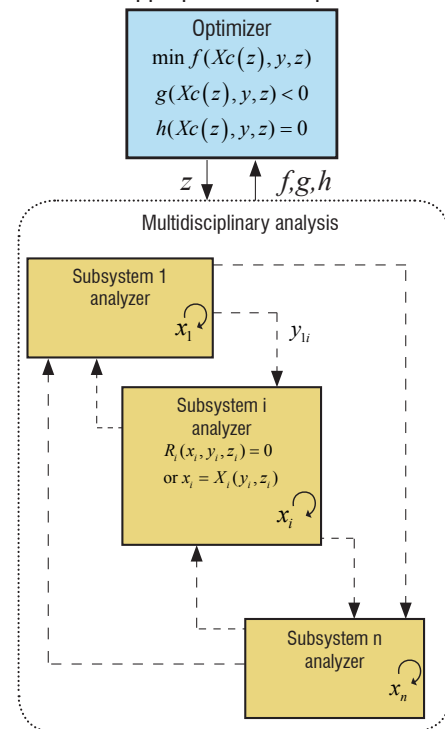 Optimizer
min f(Xc(z), y, z)
g(Xc(z), y, z) < 0
h(Xc(z), y, z) = 0
z
f,g,h
Multidisciplinary analysis
Subsystem 1
analyzer
x₁
y₁ᵢ
Subsystem i
analyzer
Rᵢ(xᵢ, yᵢ, zᵢ) = 0
or xᵢ = Xᵢ(yᵢ, zᵢ)
xᵢ
Subsystem n
analyzer
xₙ